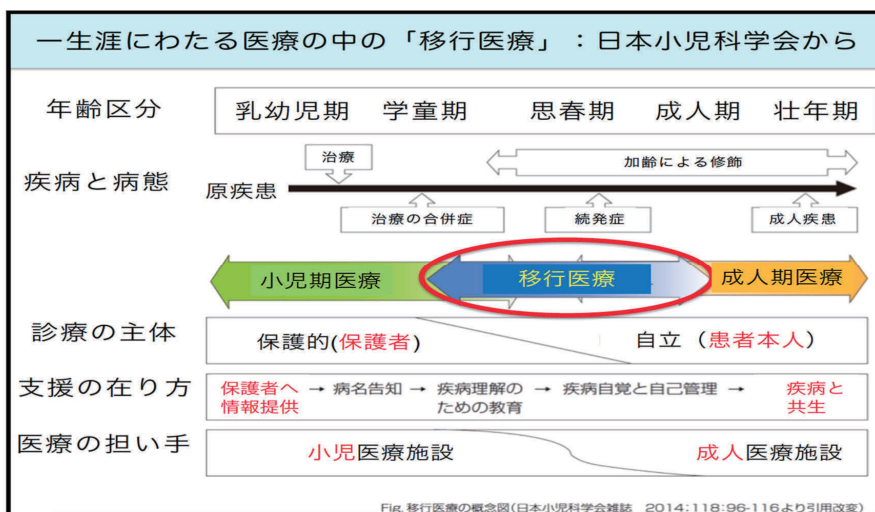 一生涯にわたる医療の中の「移行医療」：日本小児科学会から
年齢区分
乳幼児期 学童期 思春期 成人期 壮年期
疾病と病態
治療
加齢による修飾
原疾患
治療の合併症
続発症
成人疾患
小児期医療
移行医療
成人期医療
診療の主体
保護的(保護者)
自立（患者本人）
支援の在り方
保護者へ
情報提供
→ 病名告知 →
疾病理解の
ための教育
→ 疾病自覚と自己管理 →
疾病と
共生
医療の担い手
小児医療施設
成人医療施設
Fig. 移行医療の概念図(日本小児科学会雑誌　2014;118:96-116より引用改変)